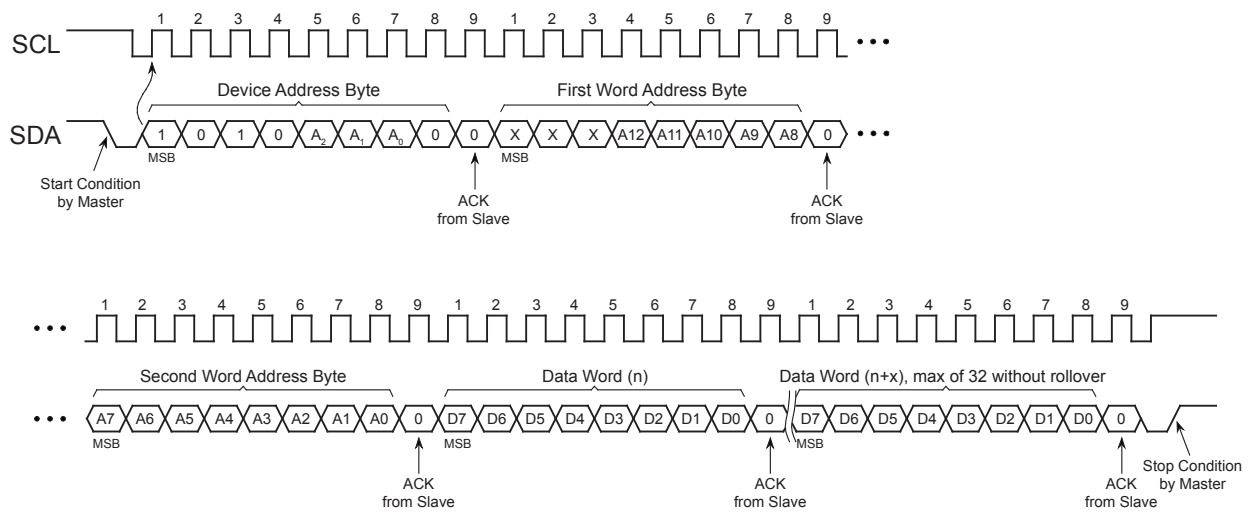 1 2 3 4 5 6 7 8 9 1 2 3 4 5 6 7 8 9
SCL
Device Address Byte First Word Address Byte
SDA 1 0 1 0 A2 A1 A0 0 0 X X X A12 A11 A10 A9 A8 0
MSB MSB
Start Condition
by Master
ACK
from Slave
ACK
from Slave
1 2 3 4 5 6 7 8 9 1 2 3 4 5 6 7 8 9 1 2 3 4 5 6 7 8 9
Second Word Address Byte Data Word (n) Data Word (n+x), max of 32 without rollover
A7 A6 A5 A4 A3 A2 A1 A0 0 D7 D6 D5 D4 D3 D2 D1 D0 0 D7 D6 D5 D4 D3 D2 D1 D0 0
MSB MSB MSB
ACK
from Slave
ACK
from Slave
ACK
from Slave
Stop Condition
by Master